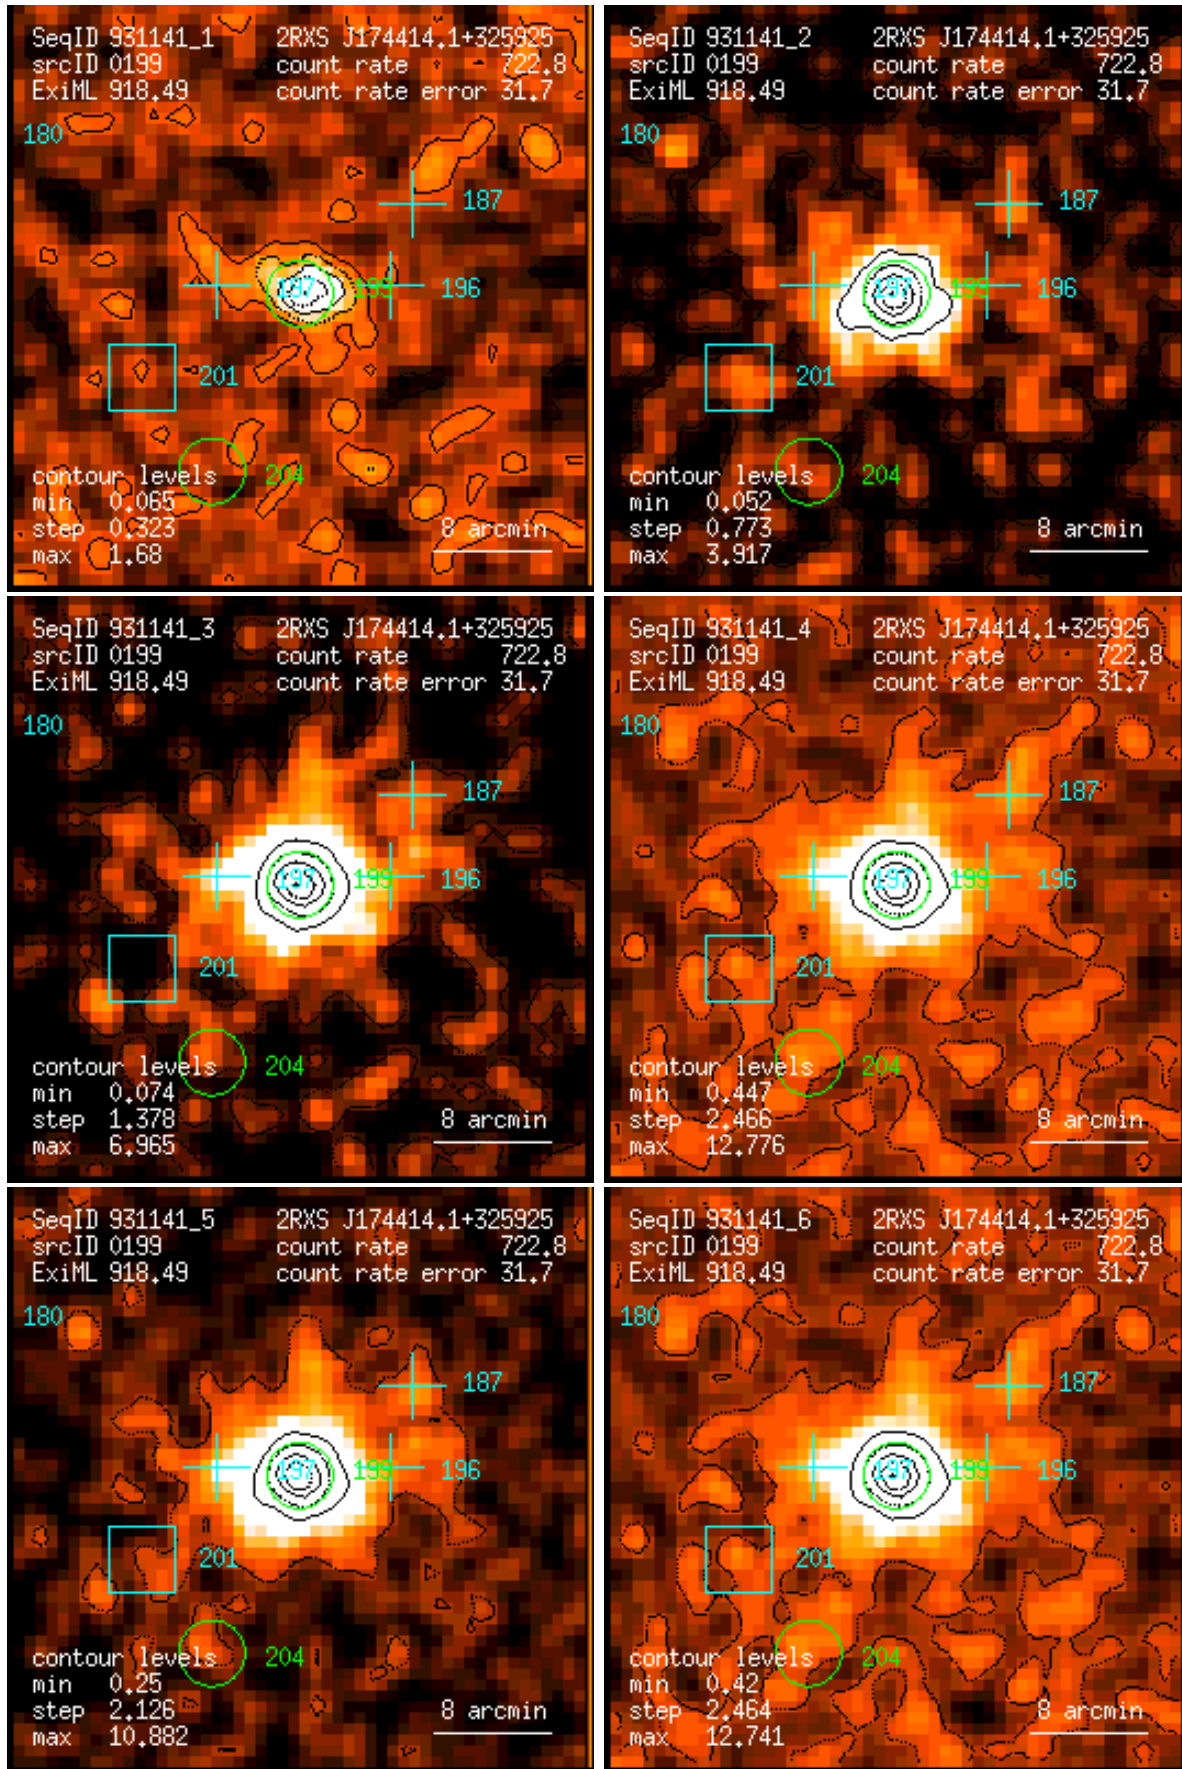 SeqID 931141_1 2RXS J174414.1+325925
srcID 0199 count rate 722.8
ExiML 918.49 count rate error 31.7
180
187
197 199 196
201
204
contour levels
min 0.065
step 0.323 8 arcmin
max 1.68
SeqID 931141_2 2RXS J174414.1+325925
srcID 0199 count rate 722.8
ExiML 918.49 count rate error 31.7
180
187
197 199 196
201
204
contour levels
min 0.052
step 0.773 8 arcmin
max 3.917
SeqID 931141_3 2RXS J174414.1+325925
srcID 0199 count rate 722.8
ExiML 918.49 count rate error 31.7
180
187
197 199 196
201
204
contour levels
min 0.074
step 1.378 8 arcmin
max 6.965
SeqID 931141_4 2RXS J174414.1+325925
srcID 0199 count rate 722.8
ExiML 918.49 count rate error 31.7
180
187
197 199 196
201
204
contour levels
min 0.447
step 2.466 8 arcmin
max 12.776
SeqID 931141_5 2RXS J174414.1+325925
srcID 0199 count rate 722.8
ExiML 918.49 count rate error 31.7
180
187
197 199 196
201
204
contour levels
min 0.25
step 2.126 8 arcmin
max 10.882
SeqID 931141_6 2RXS J174414.1+325925
srcID 0199 count rate 722.8
ExiML 918.49 count rate error 31.7
180
187
197 199 196
201
204
contour levels
min 0.42
step 2.464 8 arcmin
max 12.741